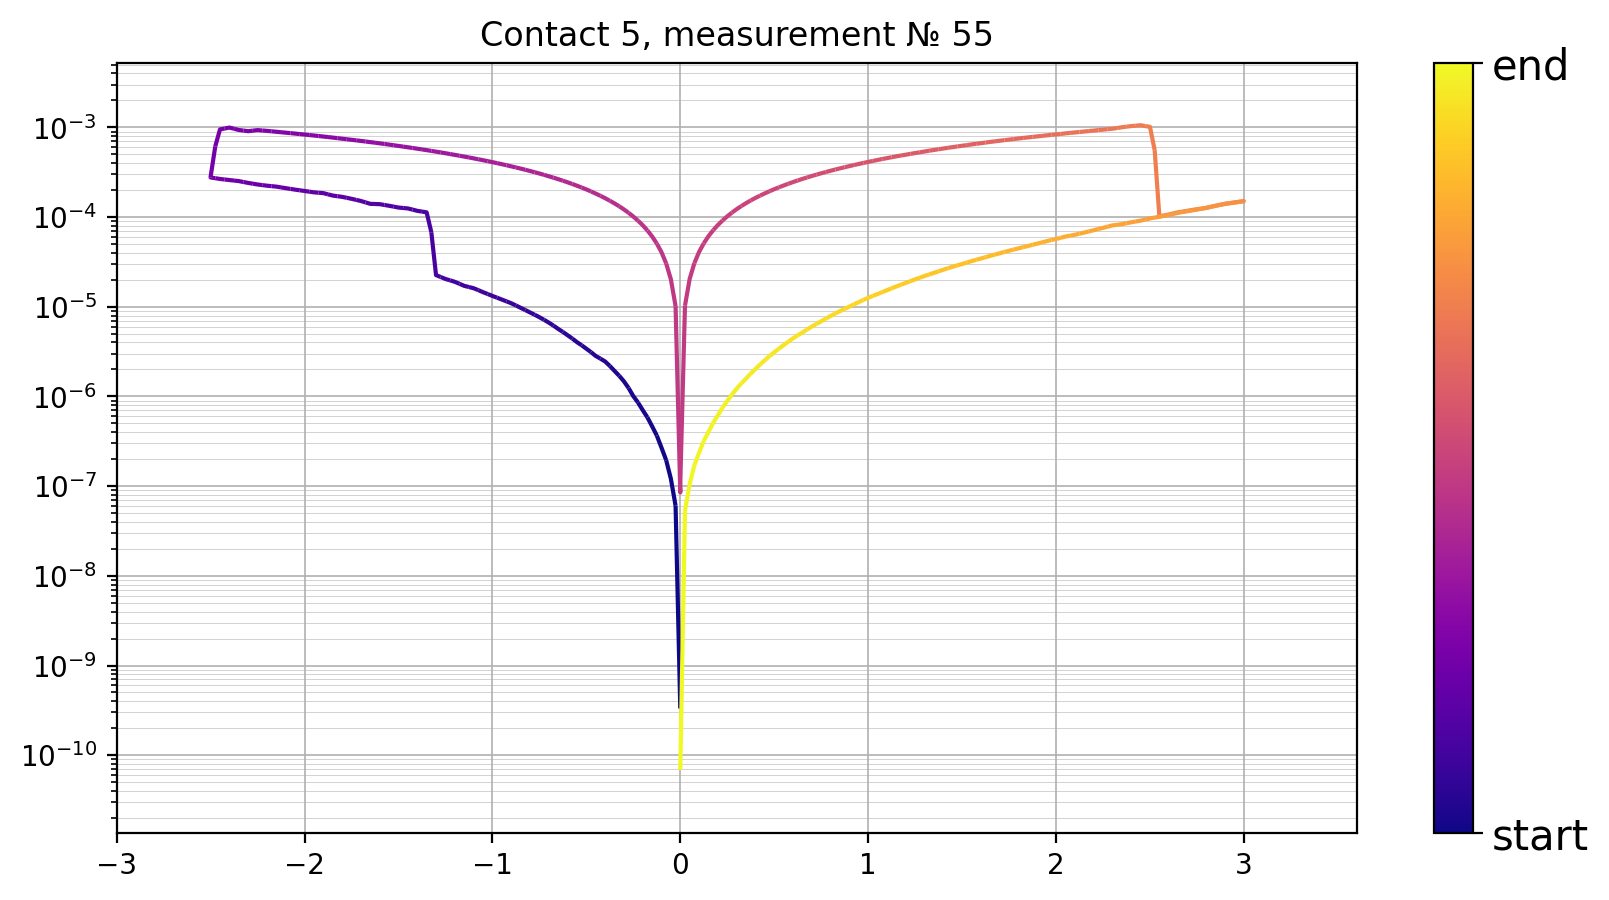 Contact 5, measurement № 55
end
10⁻³
10⁻⁴
10⁻⁵
10⁻⁶
10⁻⁷
10⁻⁸
10⁻⁹
10⁻¹⁰
start
−3 −2 −1 0 1 2 3